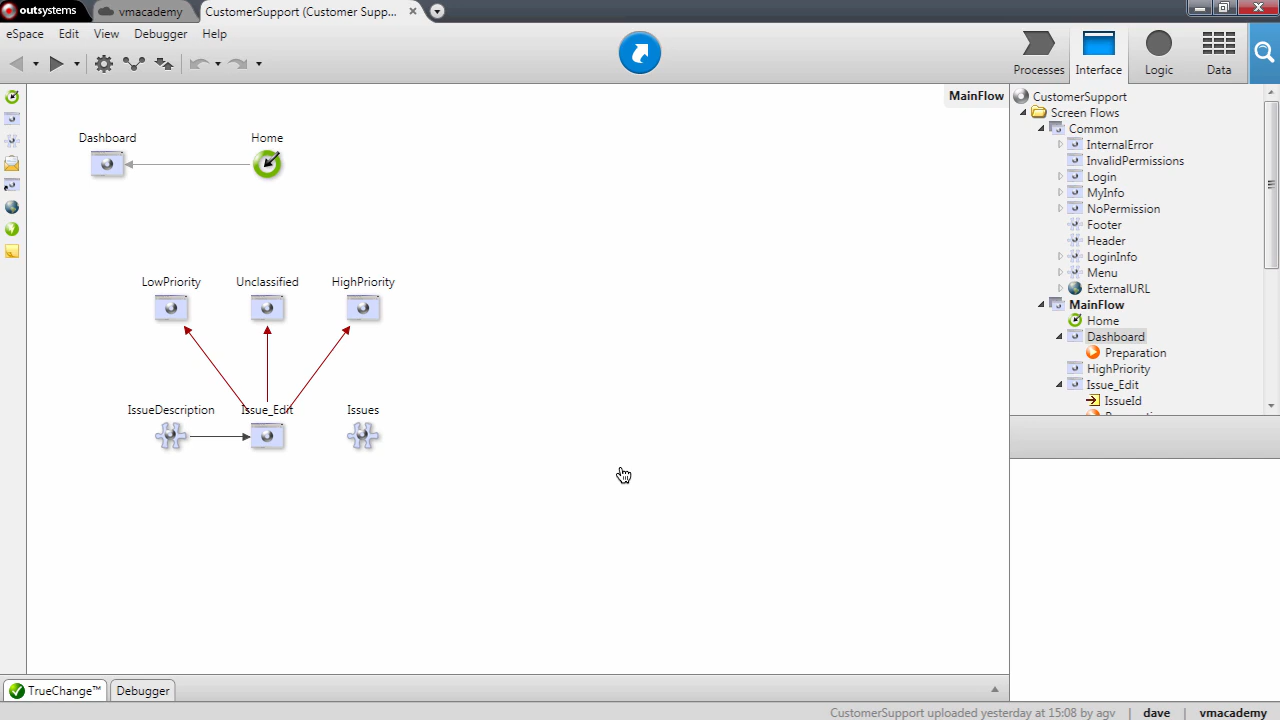 outsystems
vmacademy
CustomerSupport (Customer Supp...
eSpace Edit View Debugger Help
Processes Interface Logic Data
MainFlow
Dashboard
Home
LowPriority
Unclassified
HighPriority
IssueDescription
Issue_Edit
Issues
CustomerSupport
Screen Flows
Common
InternalError
InvalidPermissions
Login
MyInfo
NoPermission
Footer
Header
LoginInfo
Menu
ExternalURL
MainFlow
Home
Dashboard
Preparation
HighPriority
Issue_Edit
IssueId
TrueChange™
Debugger
CustomerSupport uploaded yesterday at 15:08 by agv
dave
vmacademy